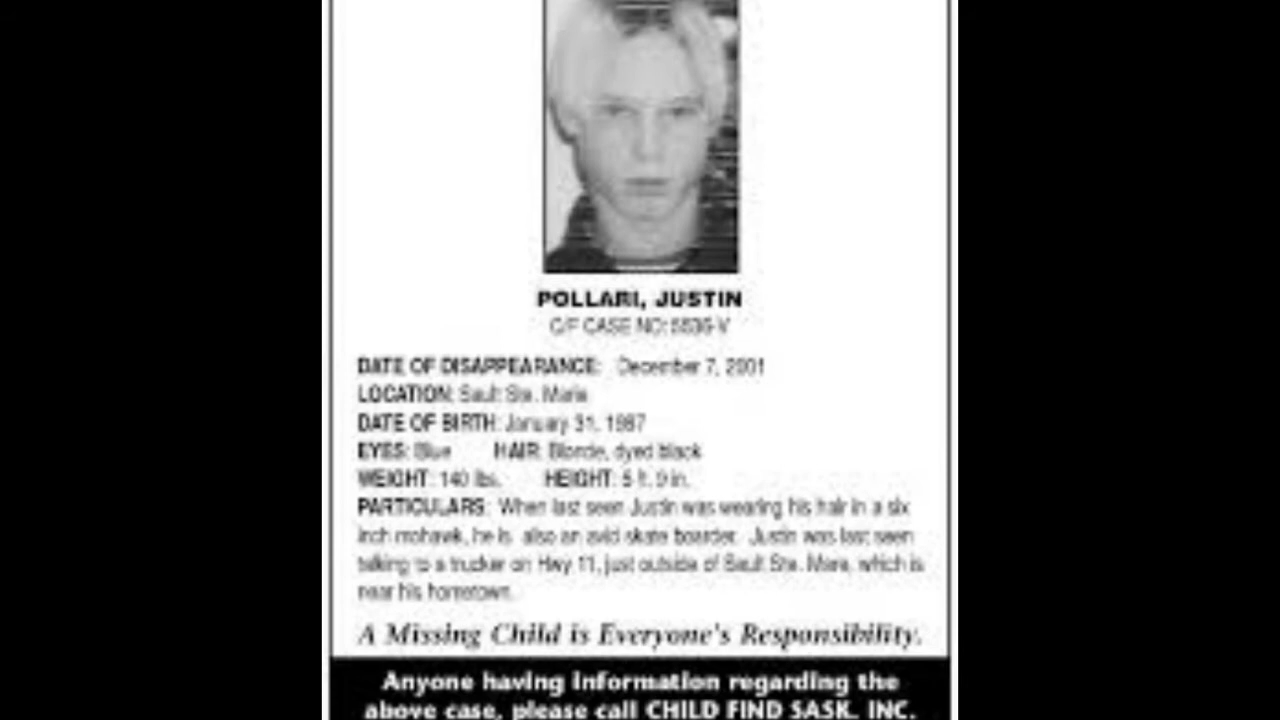 POLLARI, JUSTIN
C/F CASE NO: 5536-V
DATE OF DISAPPEARANCE: December 7, 2001
LOCATION: Sault Ste. Marie
DATE OF BIRTH: January 31, 1987
EYES: Blue HAIR: Blonde, dyed black
WEIGHT: 140 lbs. HEIGHT: 5 ft. 9 in.
PARTICULARS: When last seen Justin was wearing his hair in a six
inch mohawk, he is also an avid skate boarder. Justin was last seen
talking to a trucker on Hwy 11, just outside of Sault Ste. Marie, which is
near his hometown.
A Missing Child is Everyone's Responsibility.
Anyone having information regarding the
above case, please call CHILD FIND SASK. INC.